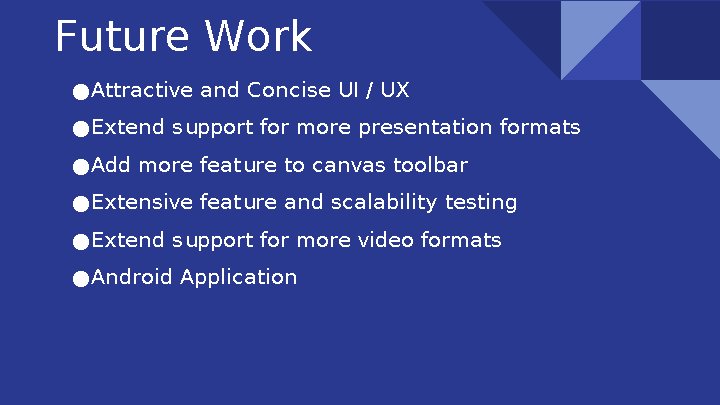 Future Work
●Attractive and Concise UI / UX
●Extend support for more presentation formats
●Add more feature to canvas toolbar
●Extensive feature and scalability testing
●Extend support for more video formats
●Android Application